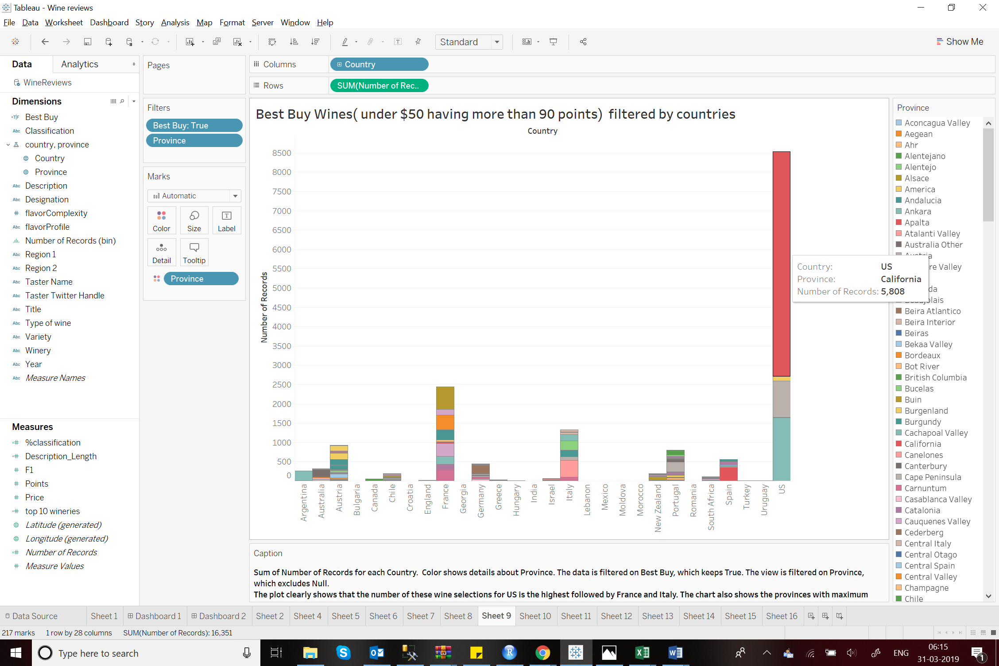 Tableau - Wine reviews
File Data Worksheet Dashboard Story Analysis Map Format Server Window Help
Standard
Show Me
Data Analytics
WineReviews
Dimensions
=T|F Best Buy
Abc Classification
country, province
Country
Province
Abc Description
Abc Designation
# flavorComplexity
Abc flavorProfile
Number of Records (bin)
Abc Region 1
Abc Region 2
Abc Taster Name
Abc Taster Twitter Handle
Abc Title
Abc Type of wine
Abc Variety
Abc Winery
Abc Year
Abc Measure Names
Measures
=# %classification
=# Description_Length
# F1
# Points
# Price
=# top 10 wineries
Latitude (generated)
Longitude (generated)
=# Number of Records
# Measure Values
Pages
Filters
Best Buy: True
Province
Marks
Automatic
Color Size Label
Detail Tooltip
Province
Columns Country
Rows SUM(Number of Rec..
Best Buy Wines( under $50 having more than 90 points)  filtered by countries
Country
8500
8000
7500
7000
6500
6000
5500
5000
4500
4000
3500
3000
2500
2000
1500
1000
500
0
Number of Records
Argentina
Australia
Austria
Bulgaria
Canada
Chile
Croatia
England
France
Georgia
Germany
Greece
Hungary
India
Israel
Italy
Lebanon
Mexico
Moldova
Morocco
New Zealand
Portugal
Romania
South Africa
Spain
Turkey
Uruguay
US
Country: US
Province: California
Number of Records: 5,808
Province
Aconcagua Valley
Aegean
Ahr
Alentejano
Alentejo
Alsace
America
Andalucia
Ankara
Apalta
Atalanti Valley
Australia Other
Austria
re Valley
da
Beaujolais
Beira Atlantico
Beira Interior
Beiras
Bekaa Valley
Bordeaux
Bot River
British Columbia
Bucelas
Buin
Burgenland
Burgundy
Cachapoal Valley
California
Canelones
Canterbury
Cape Peninsula
Carnuntum
Casablanca Valley
Catalonia
Cauquenes Valley
Cederberg
Central Italy
Central Otago
Central Spain
Central Valley
Champagne
Chile
Caption
Sum of Number of Records for each Country.  Color shows details about Province. The data is filtered on Best Buy, which keeps True. The view is filtered on Province,
which excludes Null.
The plot clearly shows that the number of these wine selections for US is the highest followed by France and Italy. The chart also shows the provinces with maximum
Data Source Sheet 1 Dashboard 1 Dashboard 2 Sheet 2 Sheet 4 Sheet 5 Sheet 6 Sheet 7 Sheet 8 Sheet 9 Sheet 10 Sheet 11 Sheet 12 Sheet 13 Sheet 14 Sheet 15 Sheet 16
217 marks 1 row by 28 columns SUM(Number of Records): 16,351
Type here to search
ENG
06:15
31-03-2019
1